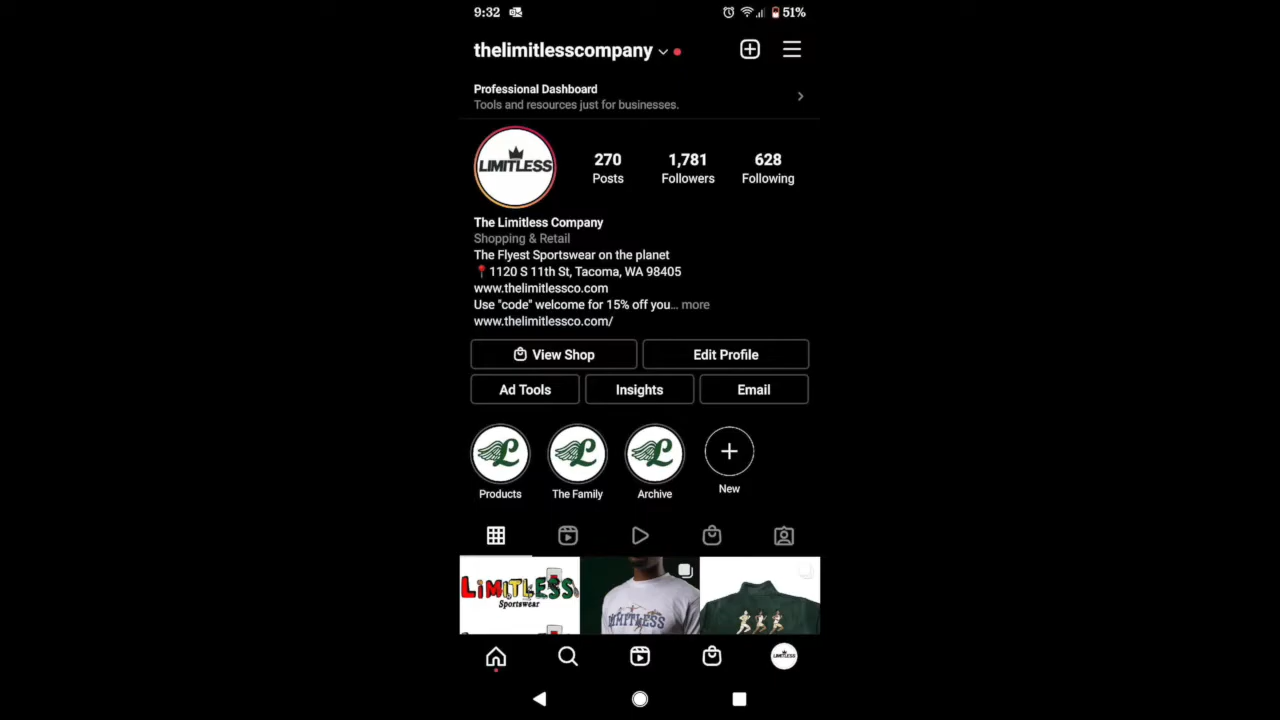 9:32
51%
thelimitlesscompany
Professional Dashboard
Tools and resources just for businesses.
LIMITLESS
270 1,781 628
Posts Followers Following
The Limitless Company
Shopping & Retail
The Flyest Sportswear on the planet
📍1120 S 11th St, Tacoma, WA 98405
www.thelimitlessco.com
Use "code" welcome for 15% off you... more
www.thelimitlessco.com/
View Shop Edit Profile
Ad Tools Insights Email
L L L
Products The Family Archive New
LiMiTLESS
Sportswear
LIMITLESS
LIMITLESS